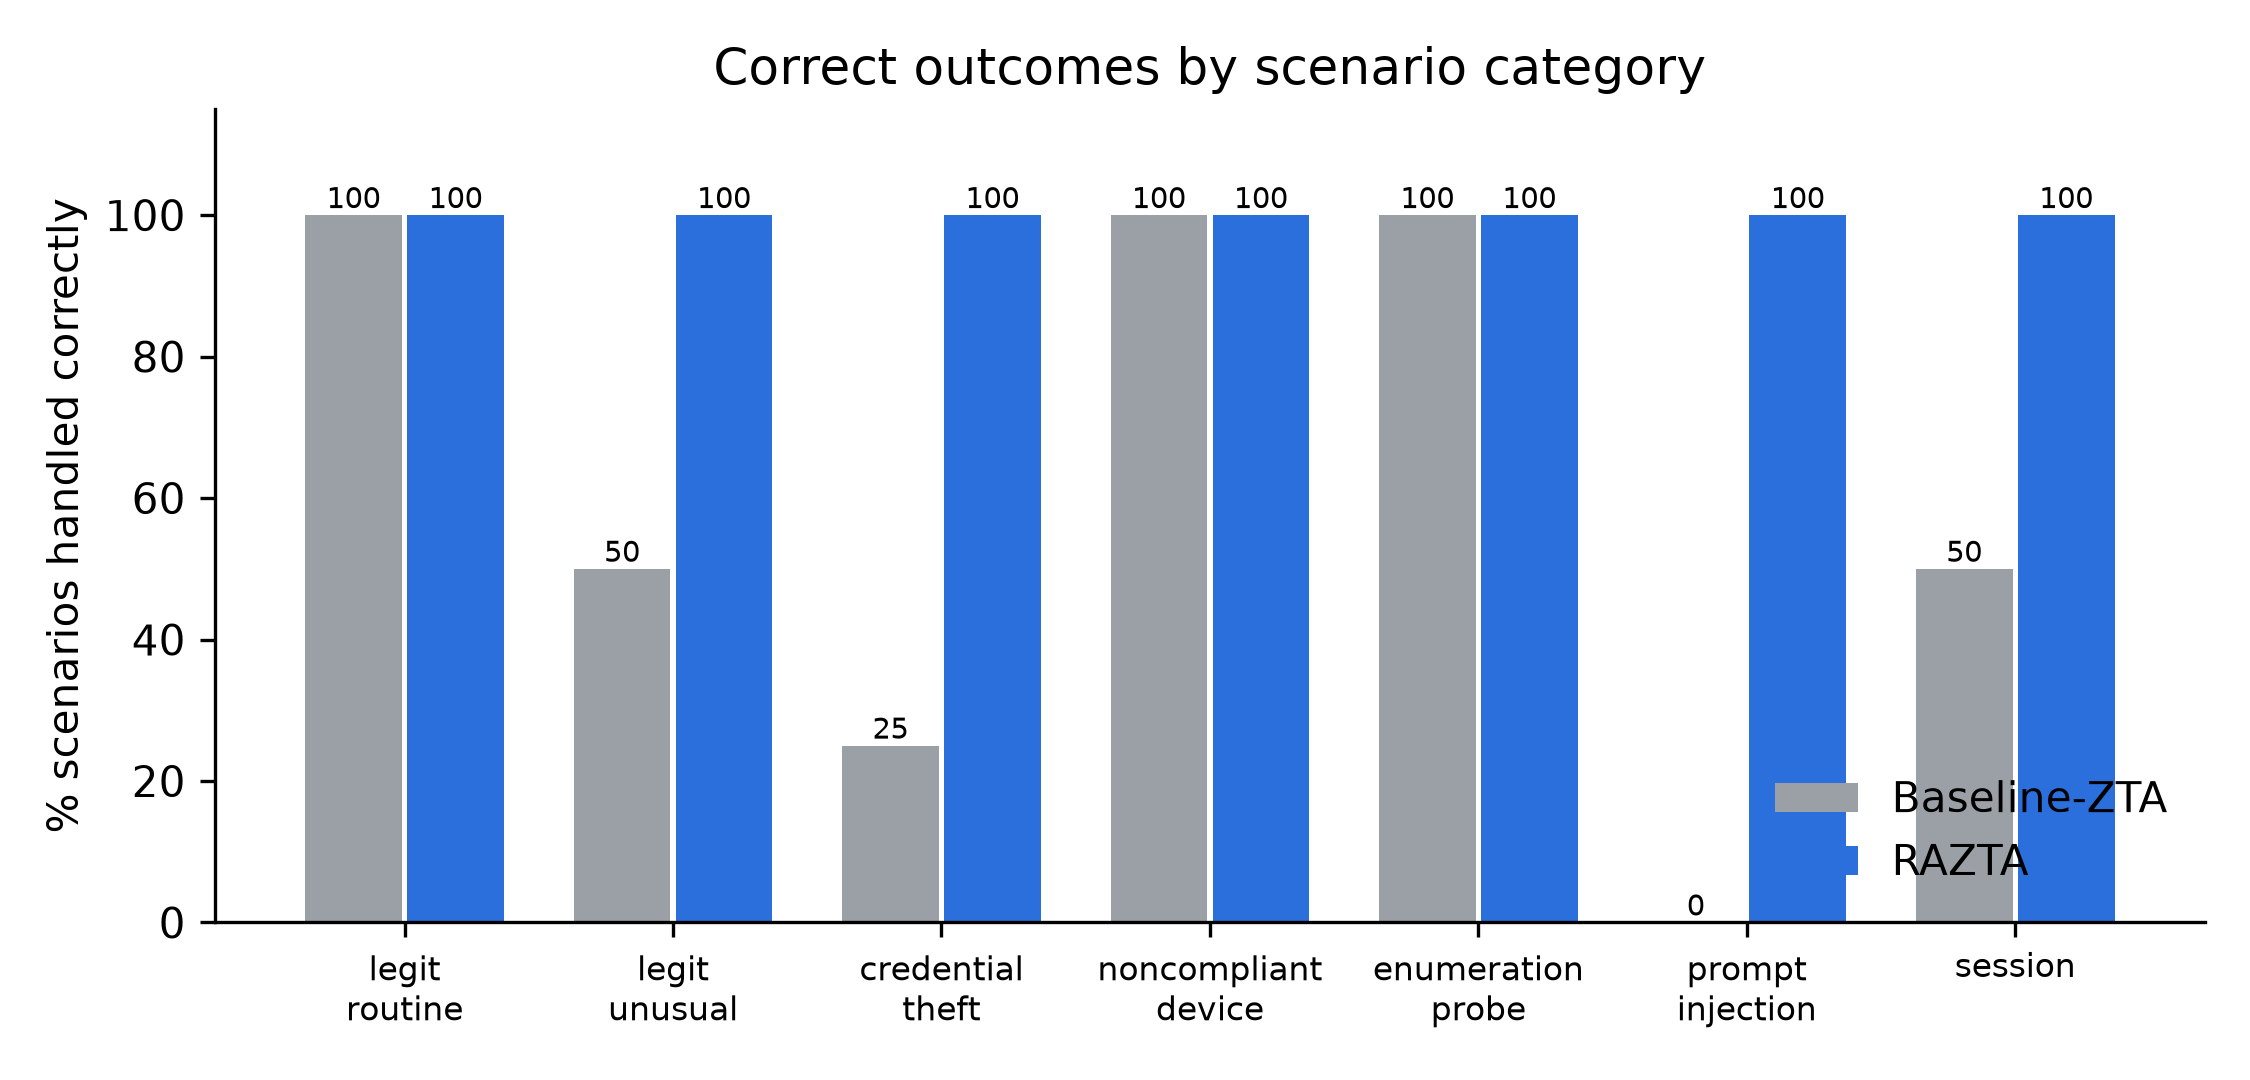 Correct outcomes by scenario category
% scenarios handled correctly
100
80
60
40
20
0
100 100
50 100
25 100
100 100
100 100
0 100
50 100
Baseline-ZTA
RAZTA
legit
routine
legit
unusual
credential
theft
noncompliant
device
enumeration
probe
prompt
injection
session